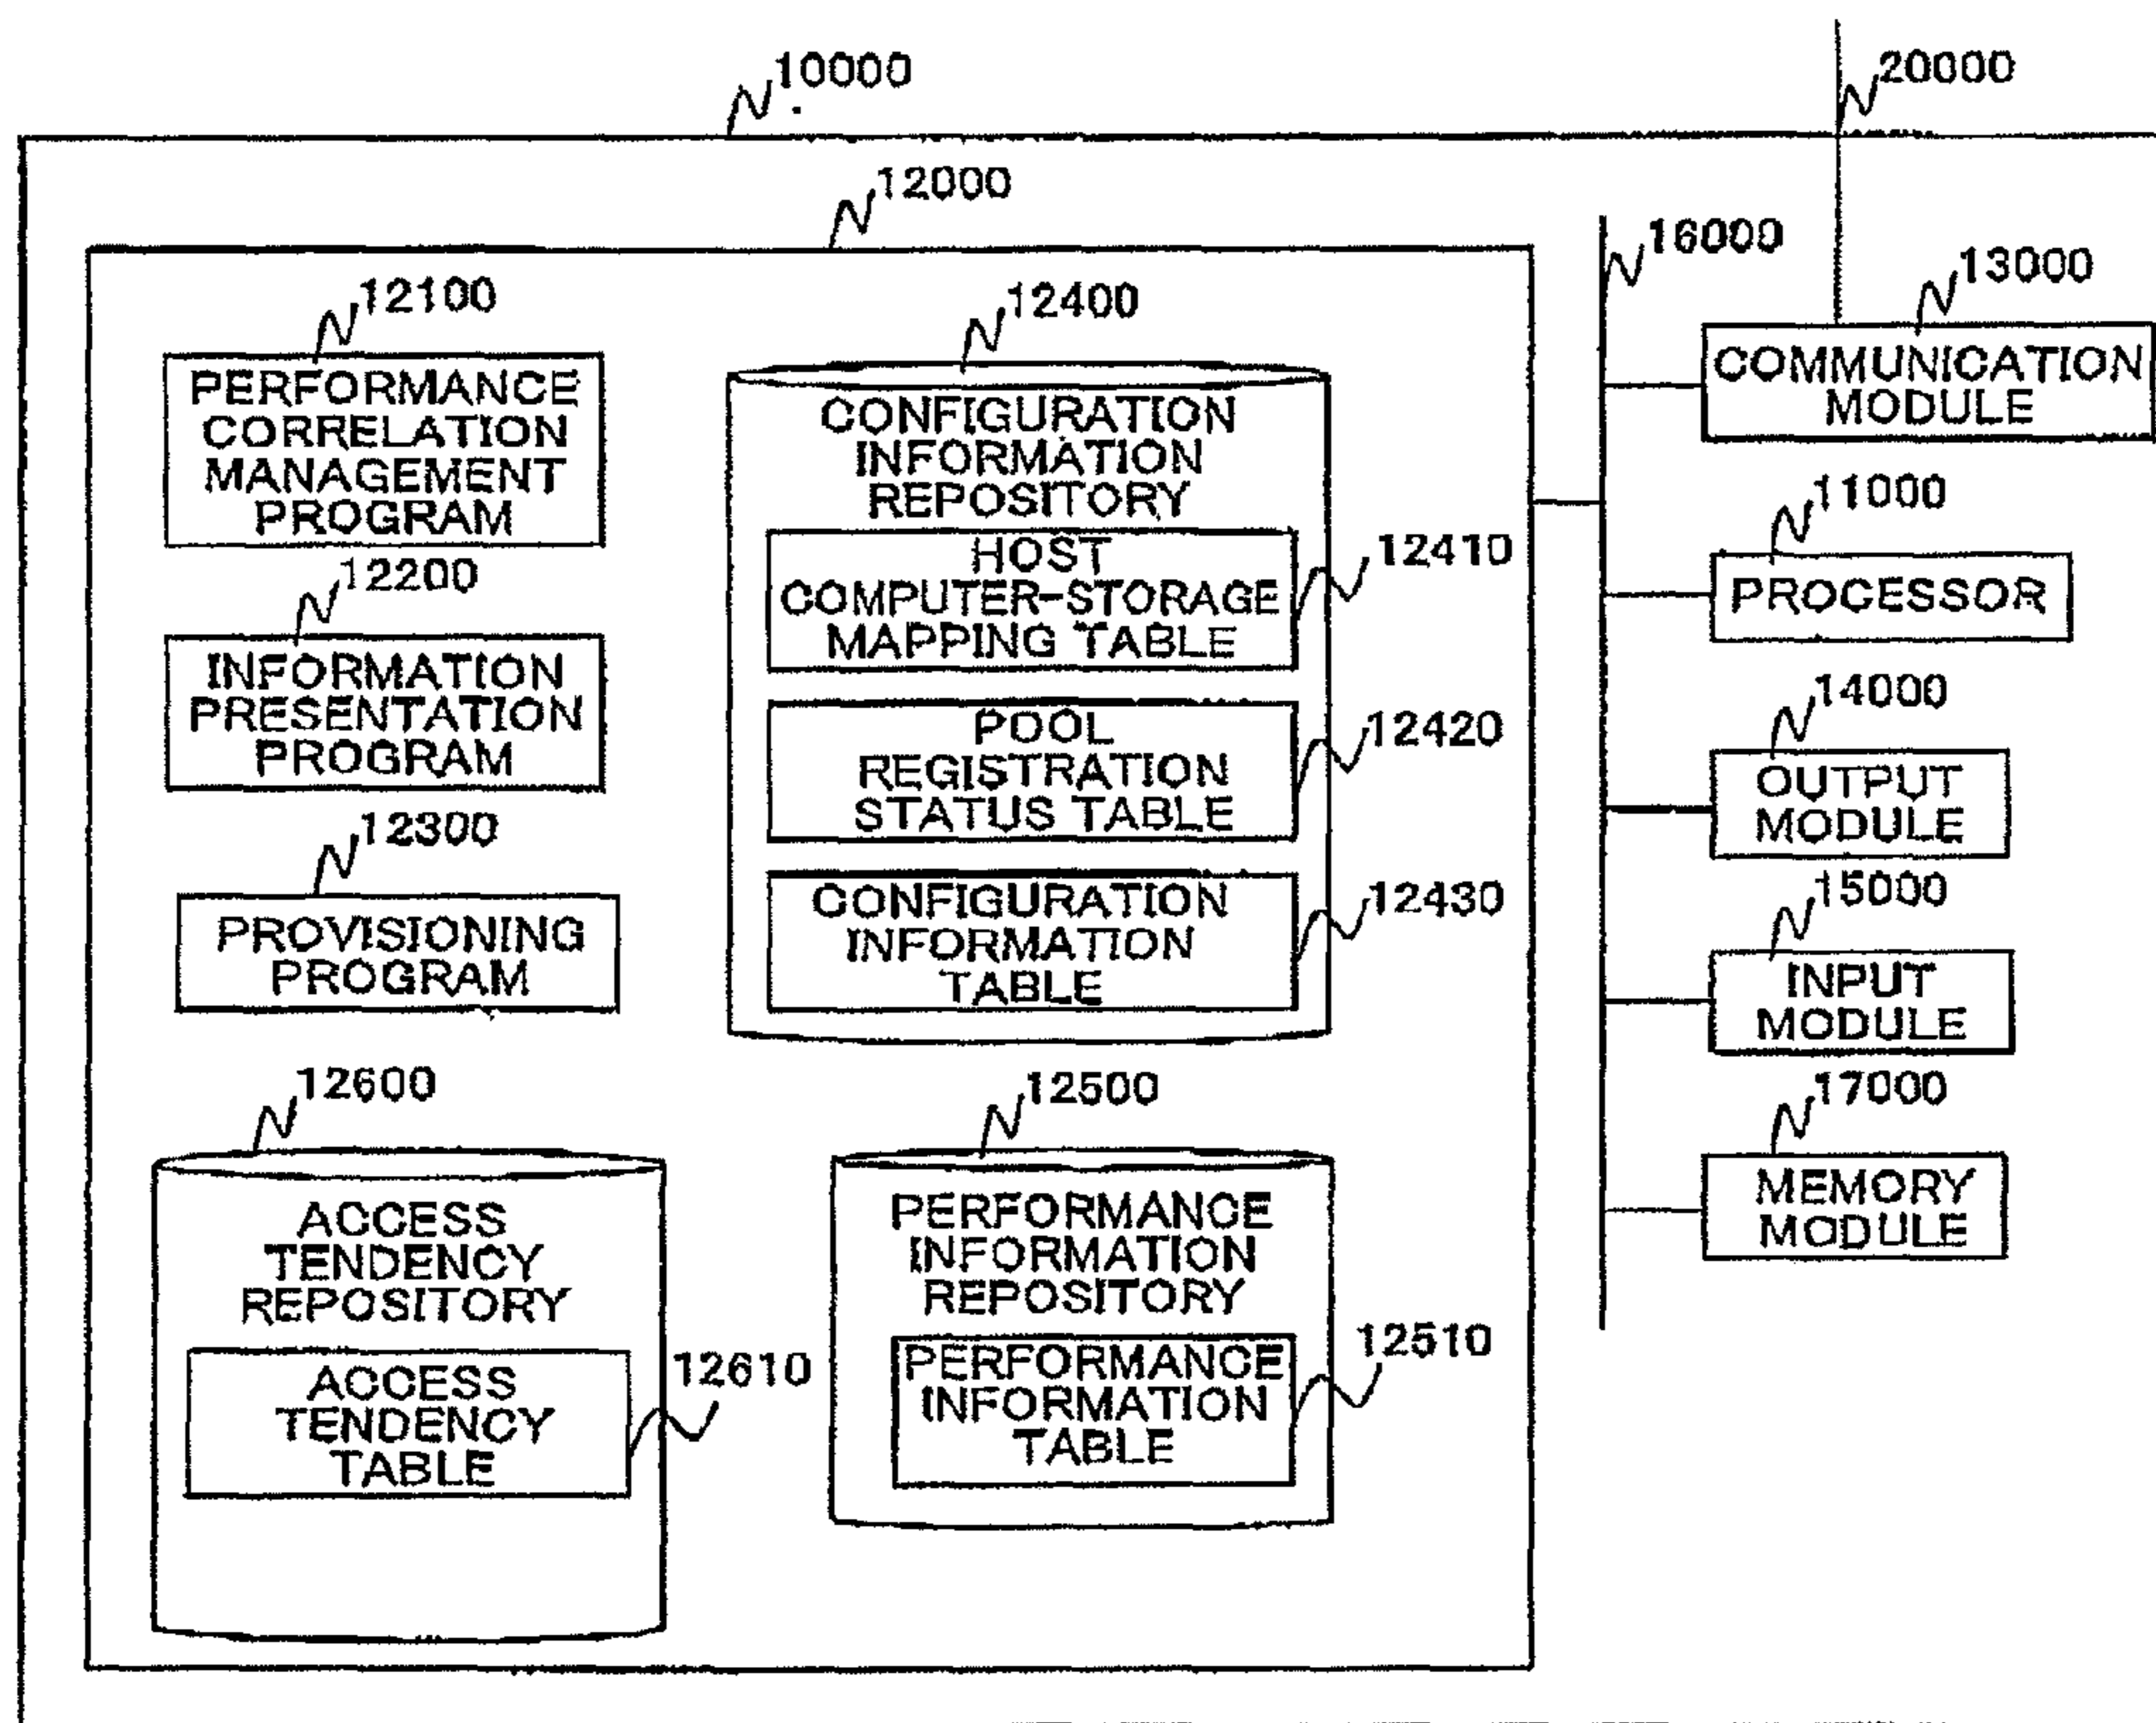 10000
20000
12000
16000
13000
COMMUNICATION
MODULE
12100
PERFORMANCE
CORRELATION
MANAGEMENT
PROGRAM
12400
CONFIGURATION
INFORMATION
REPOSITORY
11000
PROCESSOR
12410
HOST
COMPUTER-STORAGE
MAPPING TABLE
12200
INFORMATION
PRESENTATION
PROGRAM
12420
POOL
REGISTRATION
STATUS TABLE
14000
OUTPUT
MODULE
12300
PROVISIONING
PROGRAM
12430
CONFIGURATION
INFORMATION
TABLE
15000
INPUT
MODULE
12600
ACCESS
TENDENCY
REPOSITORY
12610
ACCESS
TENDENCY
TABLE
12500
PERFORMANCE
INFORMATION
REPOSITORY
12510
PERFORMANCE
INFORMATION
TABLE
17000
MEMORY
MODULE